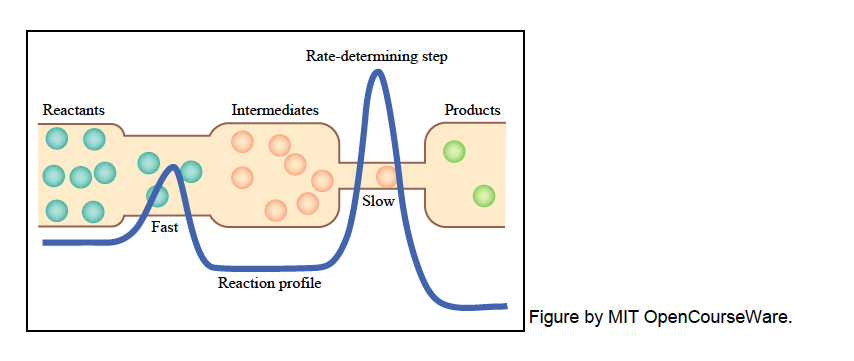 Rate-determining step
Reactants
Intermediates
Products
Slow
Fast
Reaction profile
Figure by MIT OpenCourseWare.